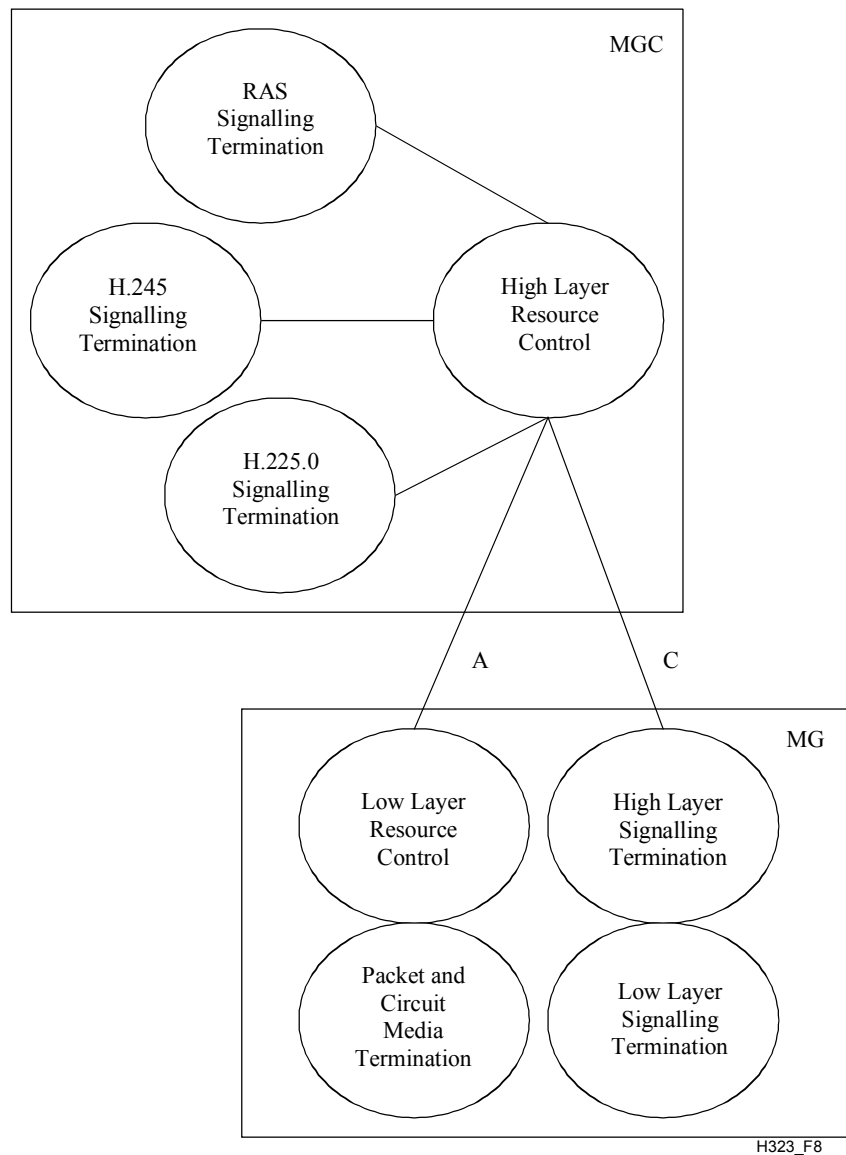 MGC
RAS
Signalling
Termination
H.245
Signalling
Termination
High Layer
Resource
Control
H.225.0
Signalling
Termination
A
C
MG
Low Layer
Resource
Control
High Layer
Signalling
Termination
Packet and
Circuit
Media
Termination
Low Layer
Signalling
Termination
H323_F8